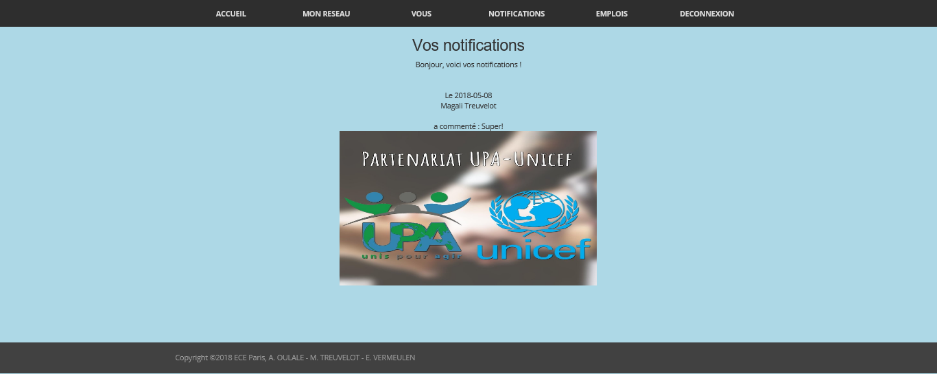 ACCUEIL MON RESEAU VOUS NOTIFICATIONS EMPLOIS DECONNEXION
Vos notifications
Bonjour, voici vos notifications !
Le 2018-05-08
Magali Treuvelot
a commenté : Super!
PARTENARIAT UPA-UNICEF
UPA
unis pour agir
unicef
Copyright ©2018 ECE Paris, A. OULALE - M. TREUVELOT - E. VERMEULEN